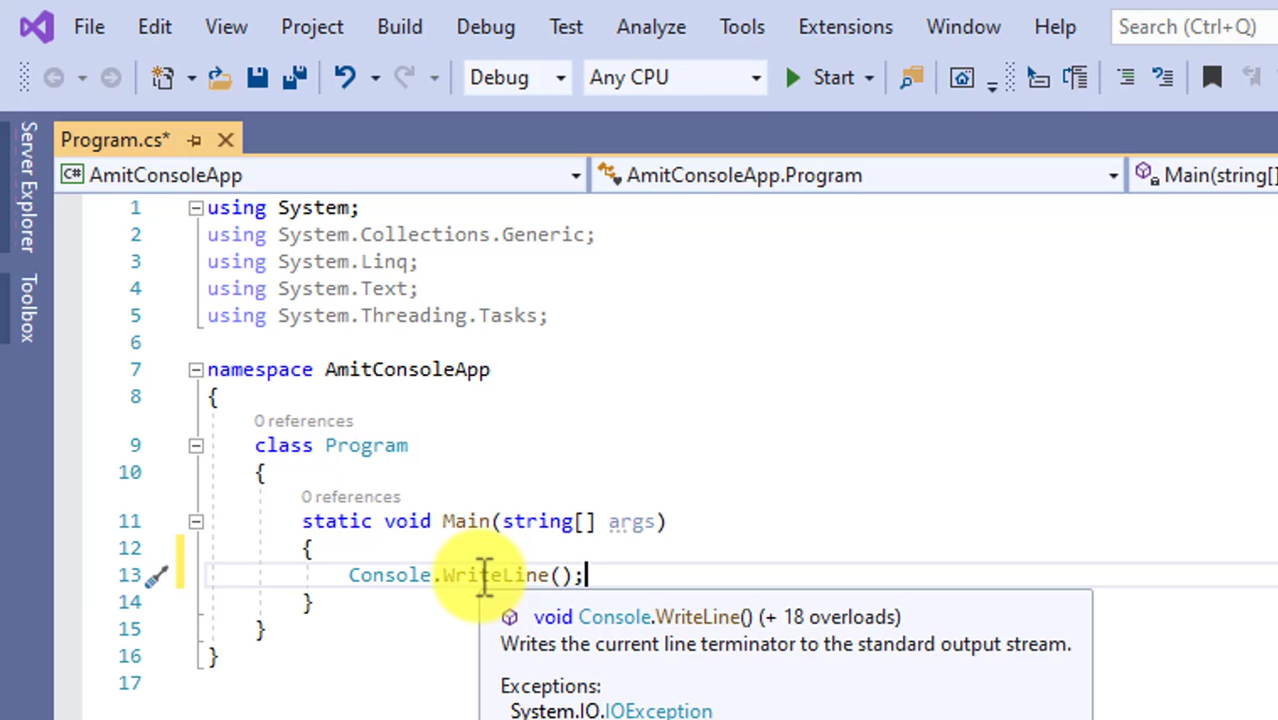 File Edit View Project Build Debug Test Analyze Tools Extensions Window Help Search (Ctrl+Q)
Debug Any CPU Start
Program.cs*
C# AmitConsoleApp AmitConsoleApp.Program Main(string[]
Server Explorer
Toolbox
1 using System;
2 using System.Collections.Generic;
3 using System.Linq;
4 using System.Text;
5 using System.Threading.Tasks;
6
7 namespace AmitConsoleApp
8 {
0 references
9 class Program
10 {
0 references
11 static void Main(string[] args)
12 {
13 Console.WriteLine();
14 }
15 }
16 }
17
void Console.WriteLine() (+ 18 overloads)
Writes the current line terminator to the standard output stream.
Exceptions:
System.IO.IOException